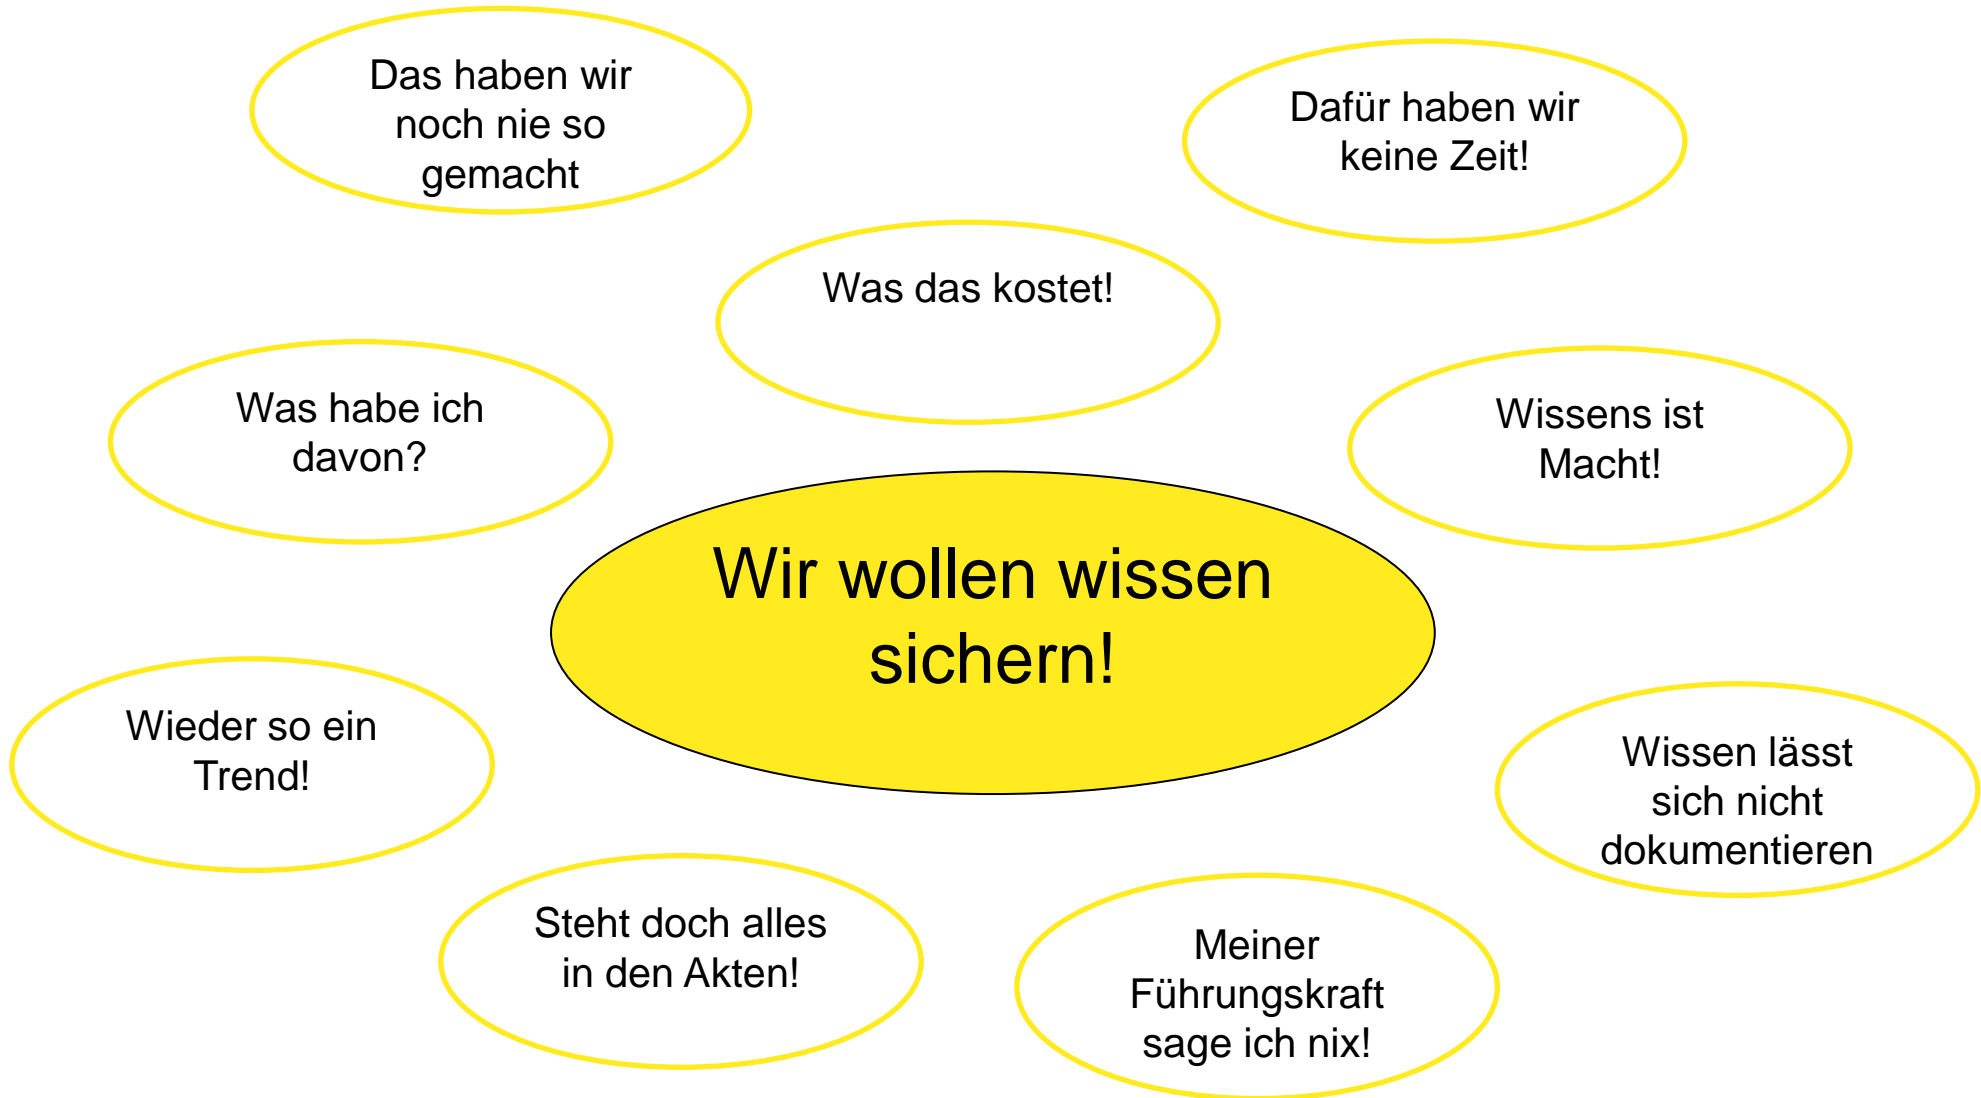 Das haben wir
noch nie so
gemacht
Dafür haben wir
keine Zeit!
Was das kostet!
Was habe ich
davon?
Wissens ist
Macht!
Wir wollen wissen
sichern!
Wieder so ein
Trend!
Wissen lässt
sich nicht
dokumentieren
Steht doch alles
in den Akten!
Meiner
Führungskraft
sage ich nix!